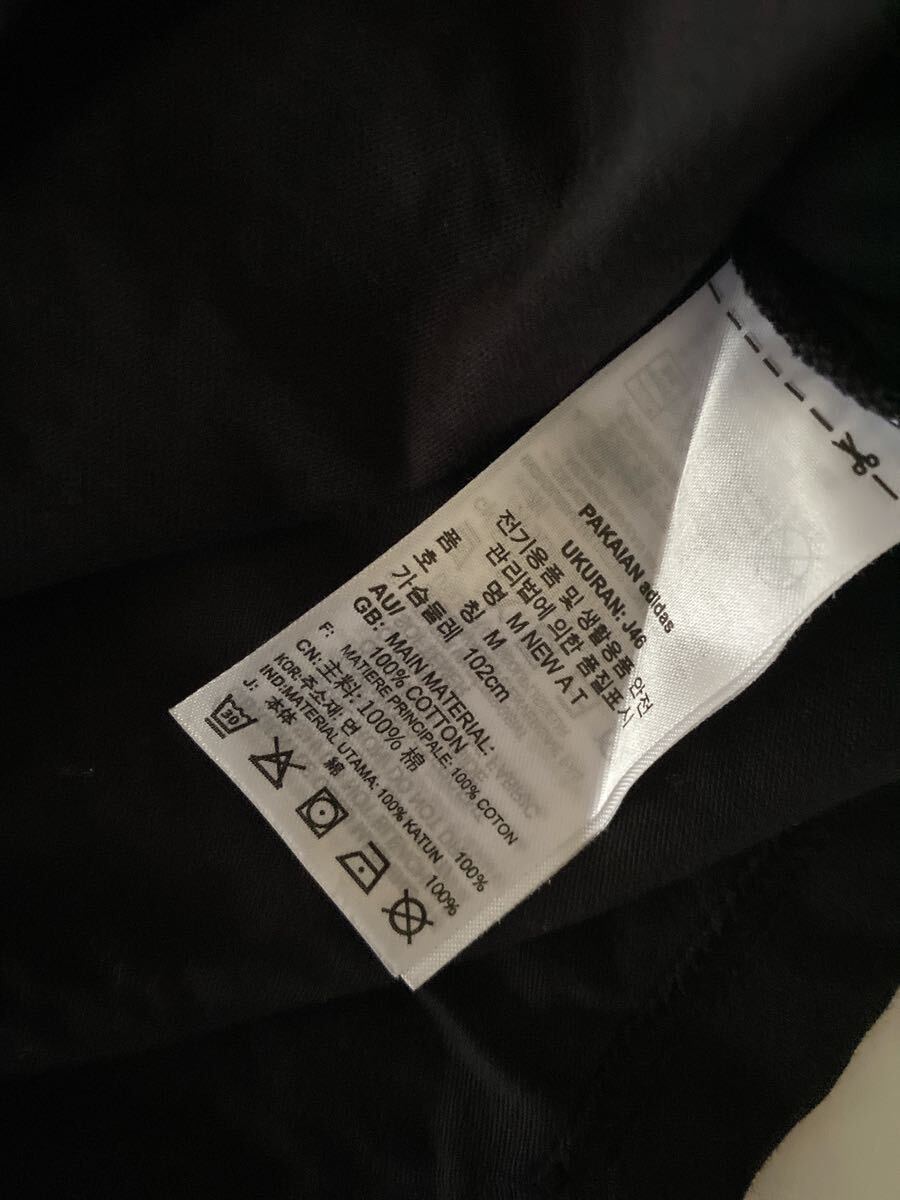 PAKAIAN adidas
UKURAN: J46
전기용품 및 생활용품 안전
관리법에 의한 품질표시
품 명 M NEW A T
호 칭 M
가슴둘레 102cm
AU/
GB: MAIN MATERIAL:
100% COTTON
F: MATIERE PRINCIPALE: 100% COTON
CN: 主料: 100% 棉
KOR: 주소재: 면 100%
IND:MATERIAL UTAMA: 100% KATUN
J: 本体 綿 100%
30